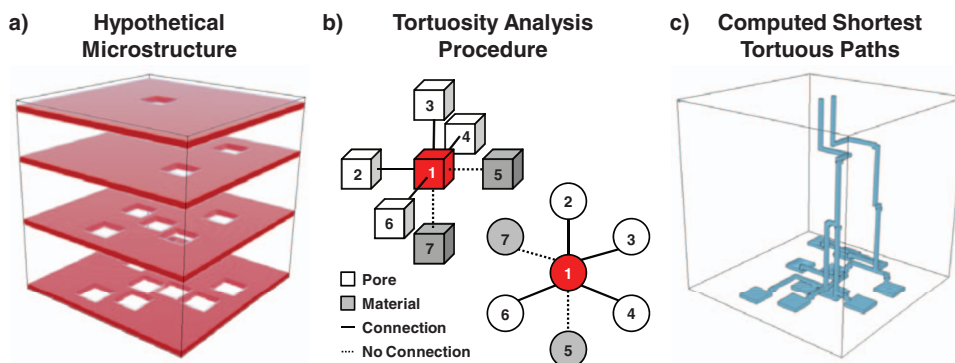 a) Hypothetical
Microstructure
b) Tortuosity Analysis
Procedure
c) Computed Shortest
Tortuous Paths
3
4
2
1
5
6
7
2
7
3
1
6
4
5
Pore
Material
Connection
No Connection